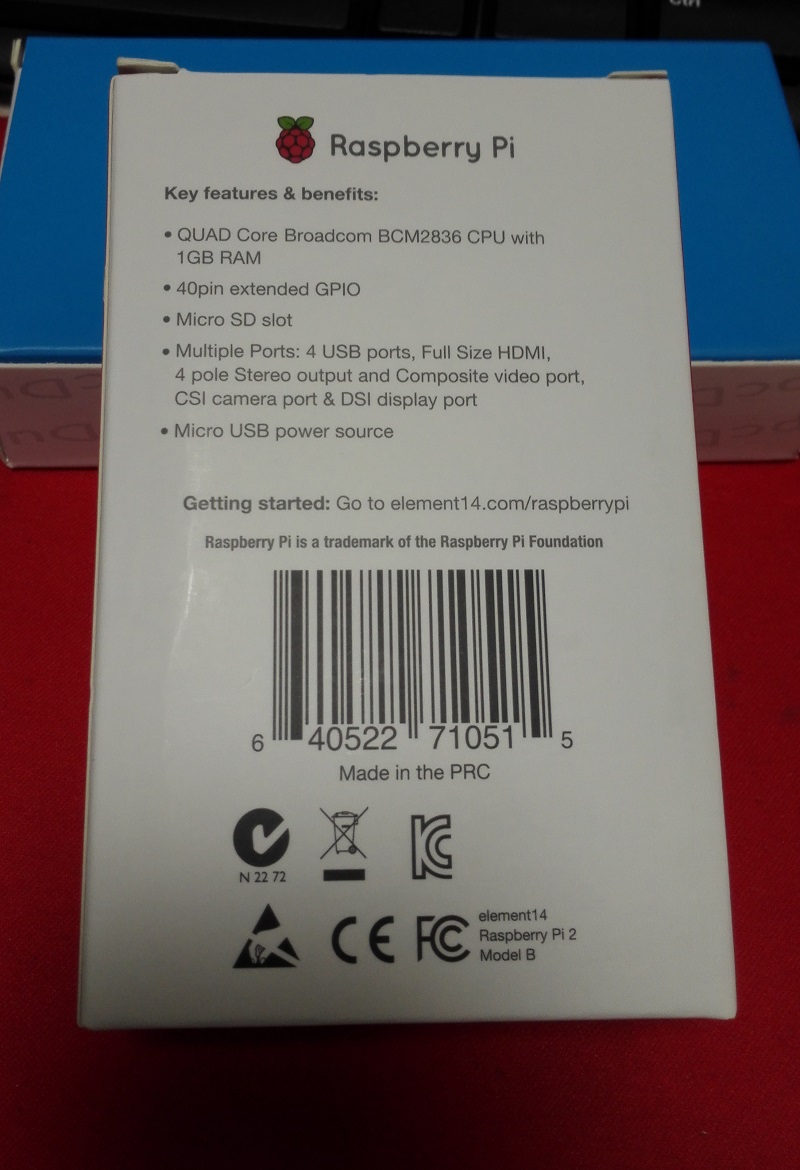 Ctrl
Raspberry Pi
Key features & benefits:
• QUAD Core Broadcom BCM2836 CPU with
1GB RAM
• 40pin extended GPIO
• Micro SD slot
• Multiple Ports: 4 USB ports, Full Size HDMI,
4 pole Stereo output and Composite video port,
CSI camera port & DSI display port
• Micro USB power source
Getting started: Go to element14.com/raspberrypi
Raspberry Pi is a trademark of the Raspberry Pi Foundation
6 40522 71051 5
Made in the PRC
N 22 72
KC
CE FC
element14
Raspberry Pi 2
Model B